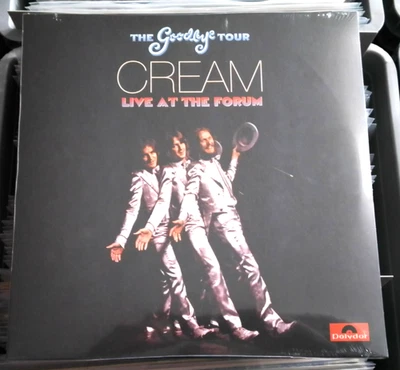 THE Goodbye TOUR
CREAM
LIVE AT THE FORUM
Polydor